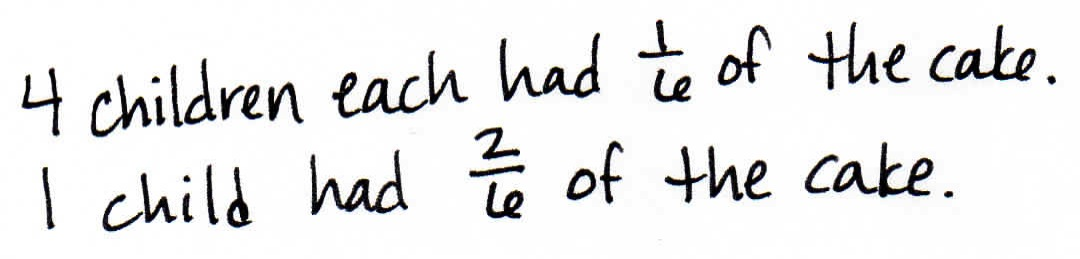 4 children each had 1/6 of the cake.
1 child had 2/6 of the cake.